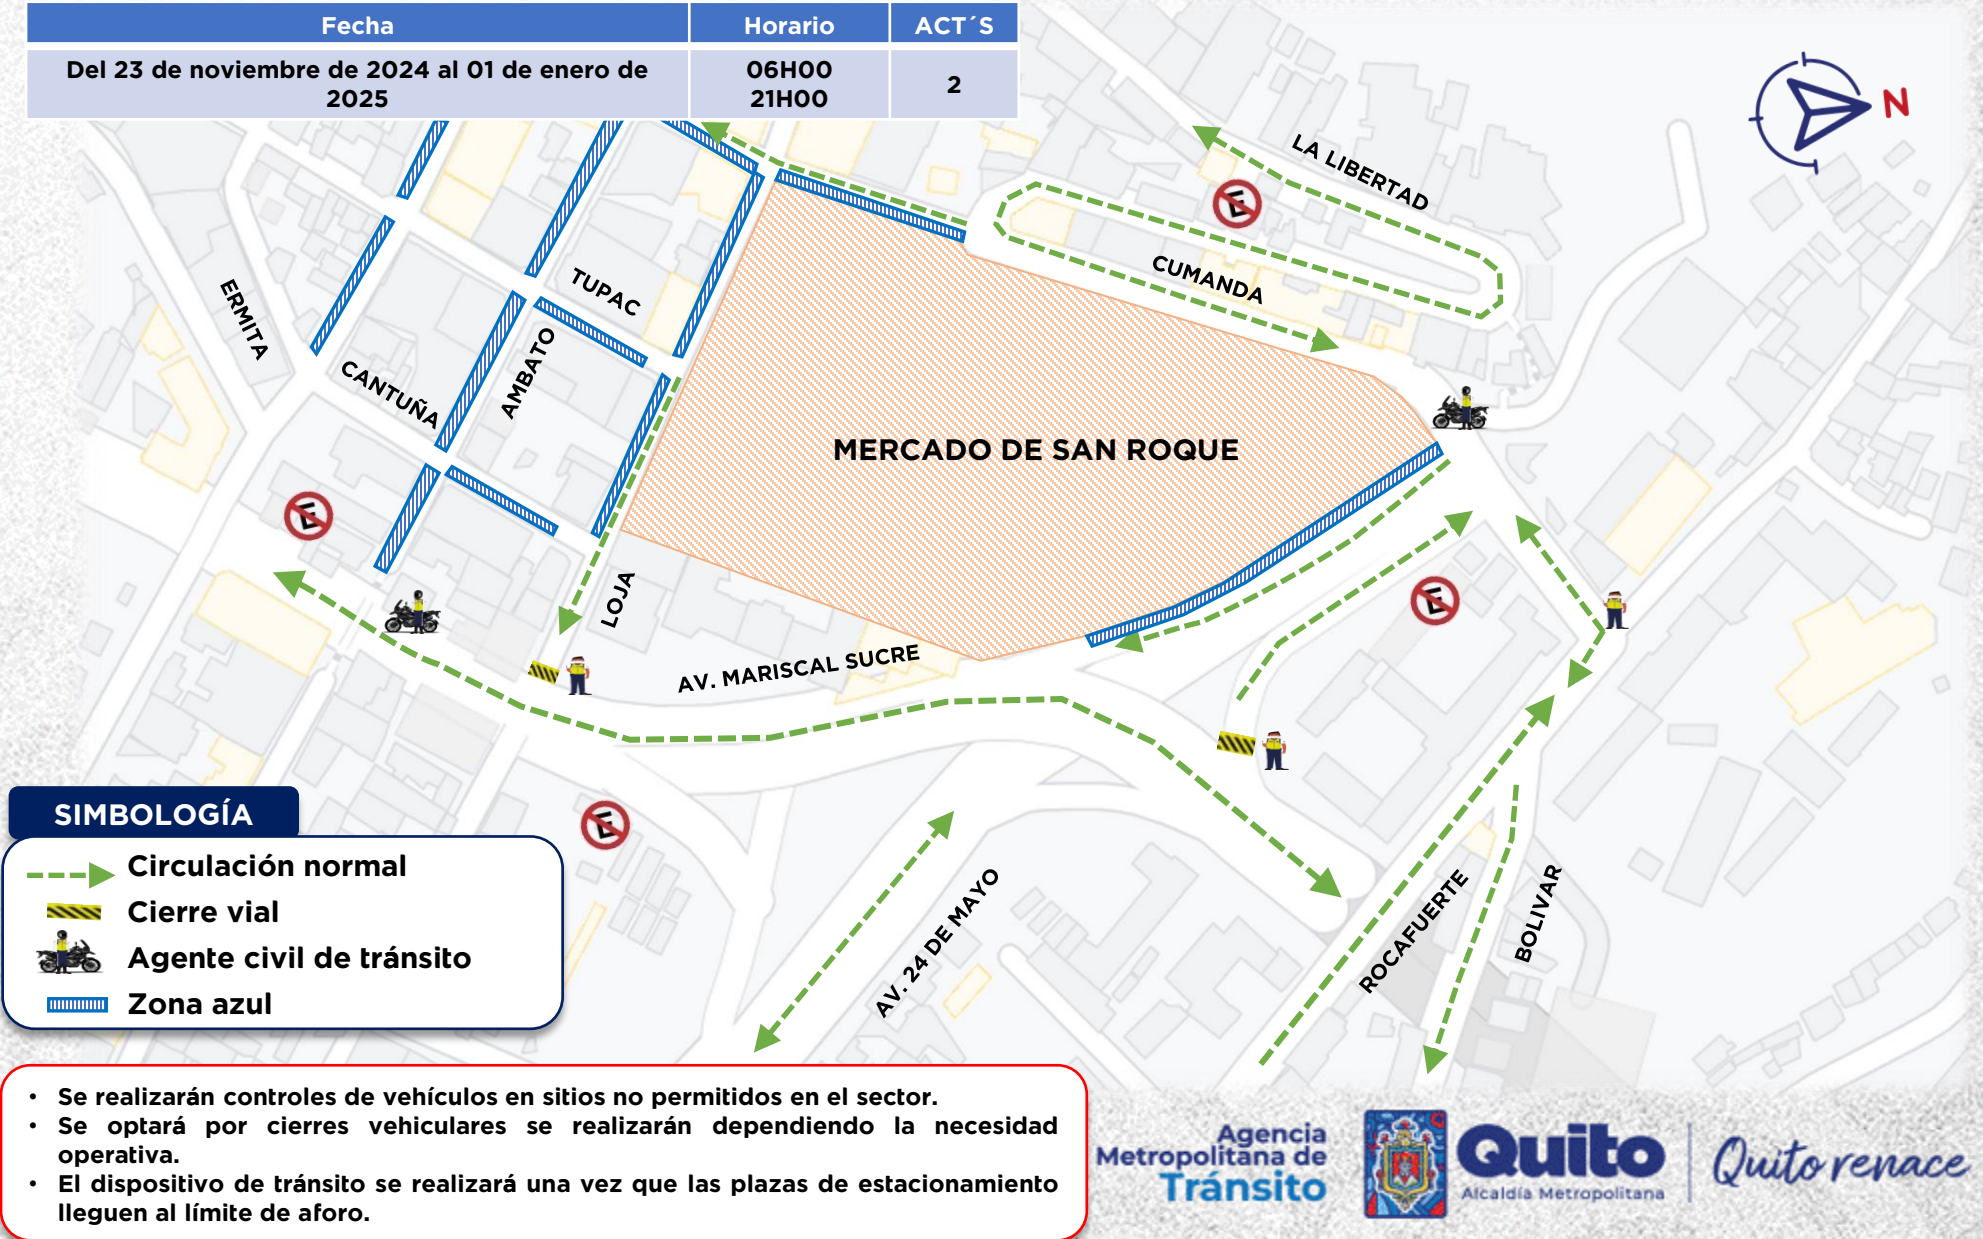 Fecha
Horario
ACT´S
Del 23 de noviembre de 2024 al 01 de enero de
2025
06H00
21H00
2
N
LA LIBERTAD
E
CUMANDA
TUPAC
ERMITA
AMBATO
CANTUÑA
MERCADO DE SAN ROQUE
E
LOJA
E
AV. MARISCAL SUCRE
E
SIMBOLOGÍA
Circulación normal
Cierre vial
Agente civil de tránsito
Zona azul
AV. 24 DE MAYO
ROCAFUERTE
BOLIVAR
• Se realizarán controles de vehículos en sitios no permitidos en el sector.
• Se optará por cierres vehiculares se realizarán dependiendo la necesidad
operativa.
• El dispositivo de tránsito se realizará una vez que las plazas de estacionamiento
lleguen al límite de aforo.
Agencia
Metropolitana de
Tránsito
Quito
Alcaldía Metropolitana
Quito renace